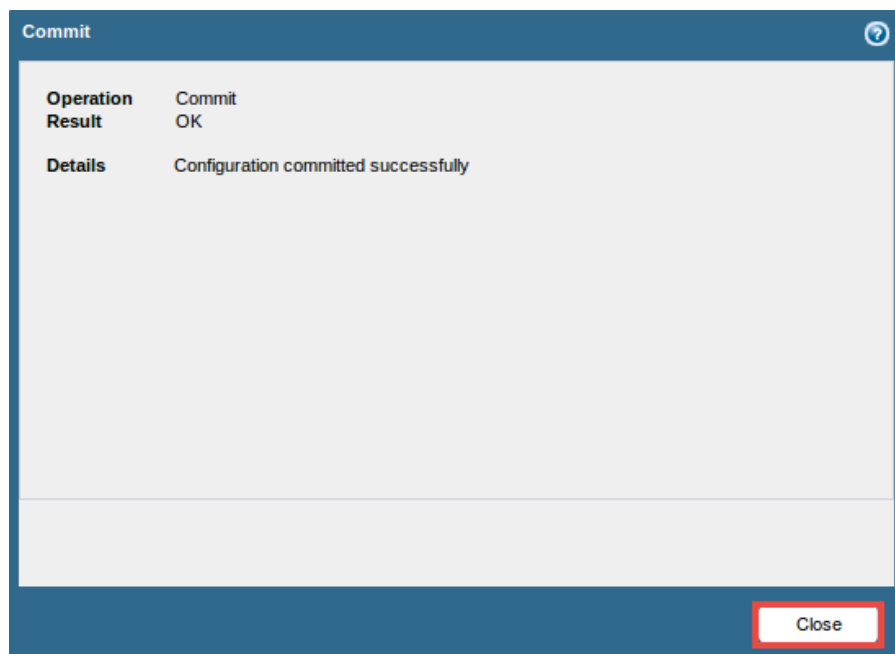 Commit
Operation Commit
Result OK
Details Configuration committed successfully
Close